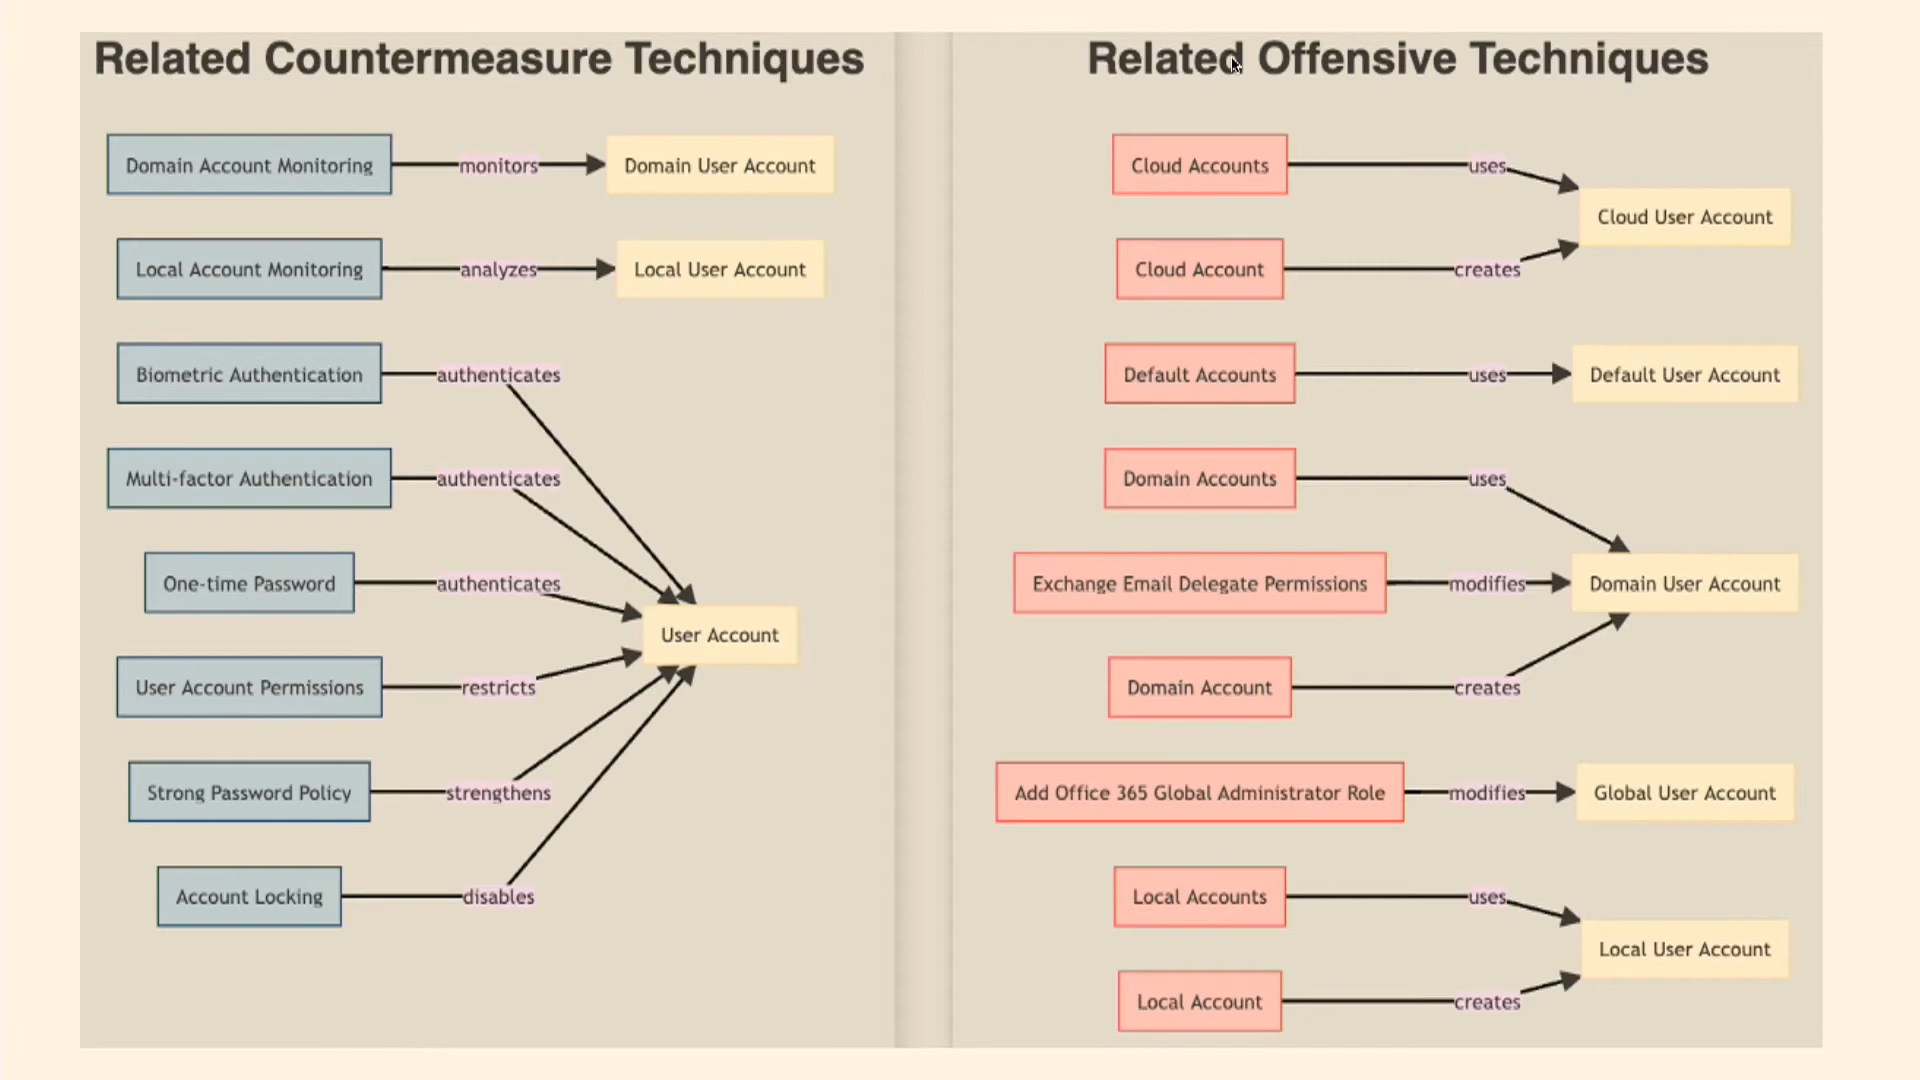 Related Countermeasure Techniques
Domain Account Monitoring monitors Domain User Account
Local Account Monitoring analyzes Local User Account
Biometric Authentication authenticates
Multi-factor Authentication authenticates
One-time Password authenticates
User Account
User Account Permissions restricts
Strong Password Policy strengthens
Account Locking disables
Related Offensive Techniques
Cloud Accounts uses
Cloud User Account
Cloud Account creates
Default Accounts uses Default User Account
Domain Accounts uses
Exchange Email Delegate Permissions modifies Domain User Account
Domain Account creates
Add Office 365 Global Administrator Role modifies Global User Account
Local Accounts uses
Local User Account
Local Account creates